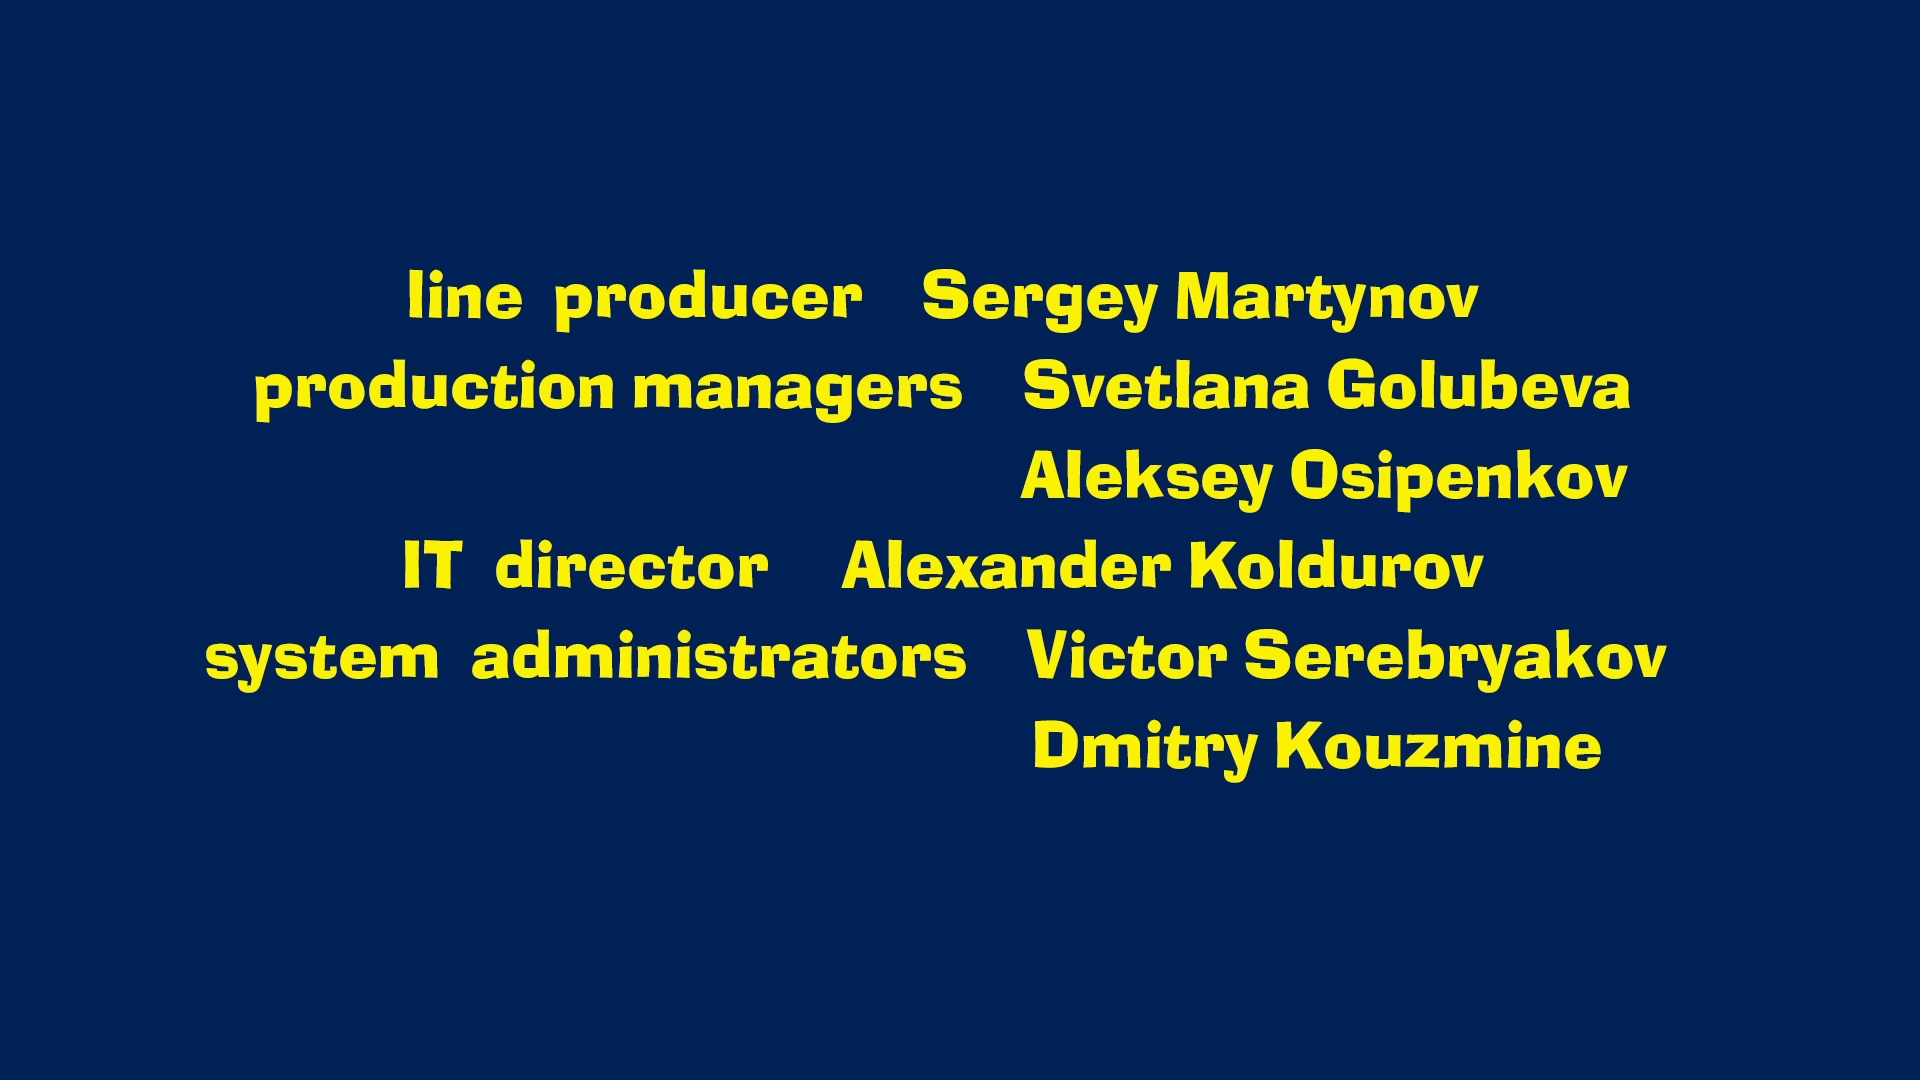 line producer Sergey Martynov
production managers Svetlana Golubeva
Aleksey Osipenkov
IT director Alexander Koldurov
system administrators Victor Serebryakov
Dmitry Kouzmine